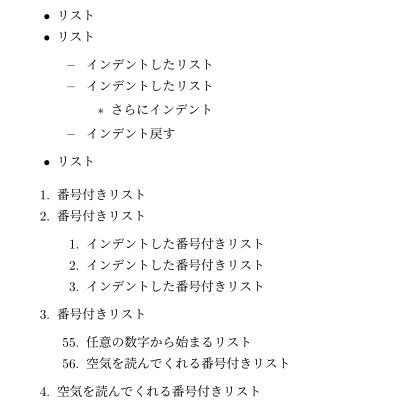 ● リスト
● リスト
– インデントしたリスト
– インデントしたリスト
* さらにインデント
– インデント戻す
● リスト
1. 番号付きリスト
2. 番号付きリスト
1. インデントした番号付きリスト
2. インデントした番号付きリスト
3. インデントした番号付きリスト
3. 番号付きリスト
55. 任意の数字から始まるリスト
56. 空気を読んでくれる番号付きリスト
4. 空気を読んでくれる番号付きリスト